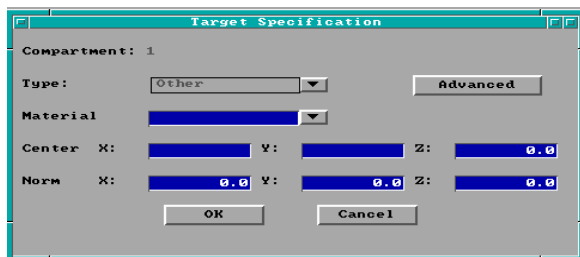 Target Specification
Compartment: 1
Type: Other Advanced
Material
Center X: Y: Z: 0.0
Norm X: 0.0 Y: 0.0 Z: 0.0
OK Cancel